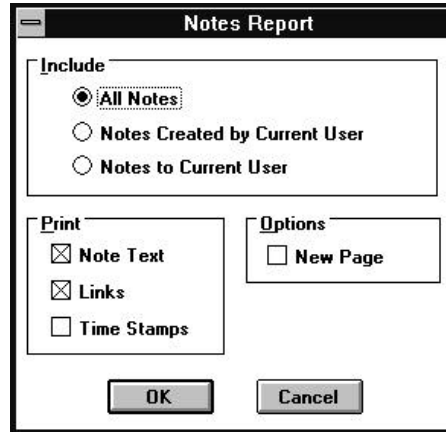 Notes Report
Include
All Notes
Notes Created by Current User
Notes to Current User
Print
Note Text
Links
Time Stamps
Options
New Page
OK
Cancel